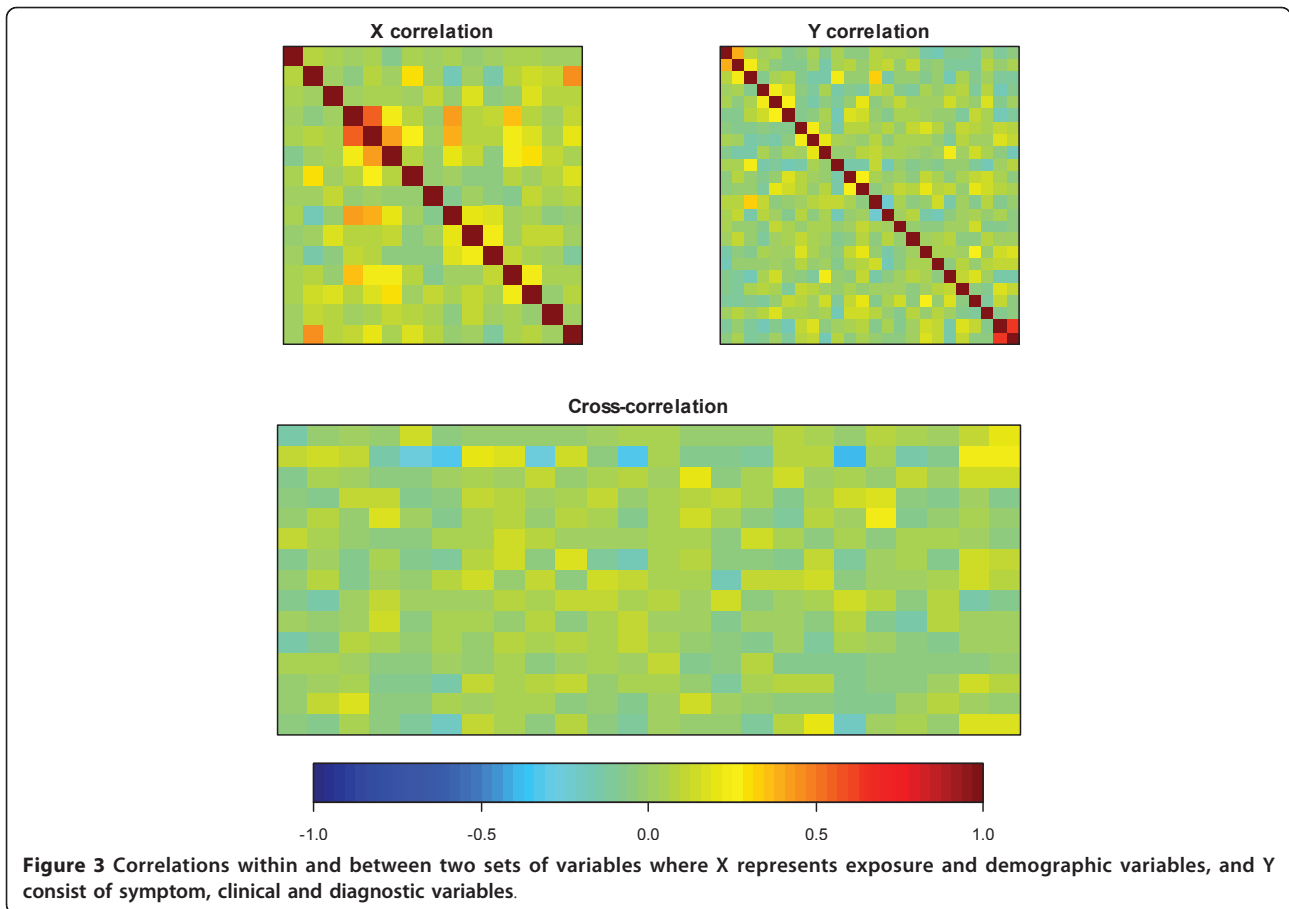 X correlation
Y correlation
Cross-correlation
-1.0 -0.5 0.0 0.5 1.0
Figure 3 Correlations within and between two sets of variables where X represents exposure and demographic variables, and Y
consist of symptom, clinical and diagnostic variables.